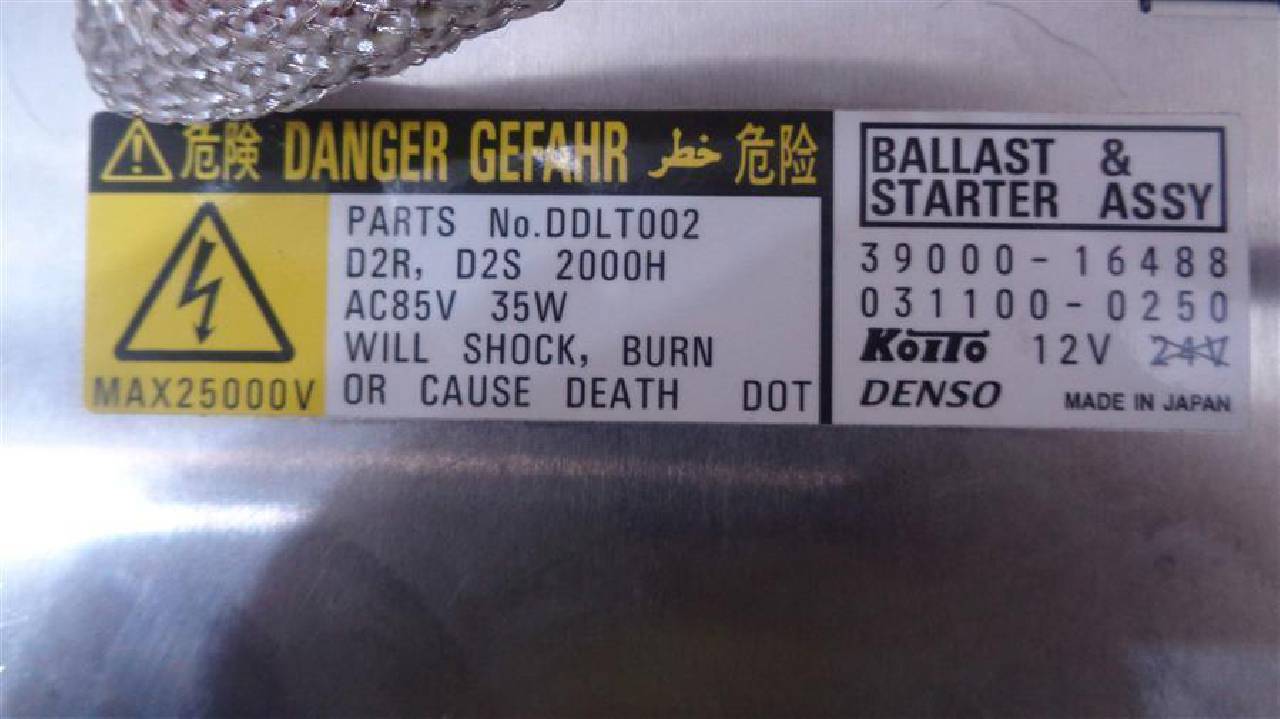 危険 DANGER GEFAHR خطر 危险
PARTS No.DDLT002
D2R, D2S 2000H
AC85V 35W
WILL SHOCK, BURN
OR CAUSE DEATH DOT
MAX25000V
BALLAST &
STARTER ASSY
39000-16488
031100-0250
KOITO 12V 24V
DENSO MADE IN JAPAN